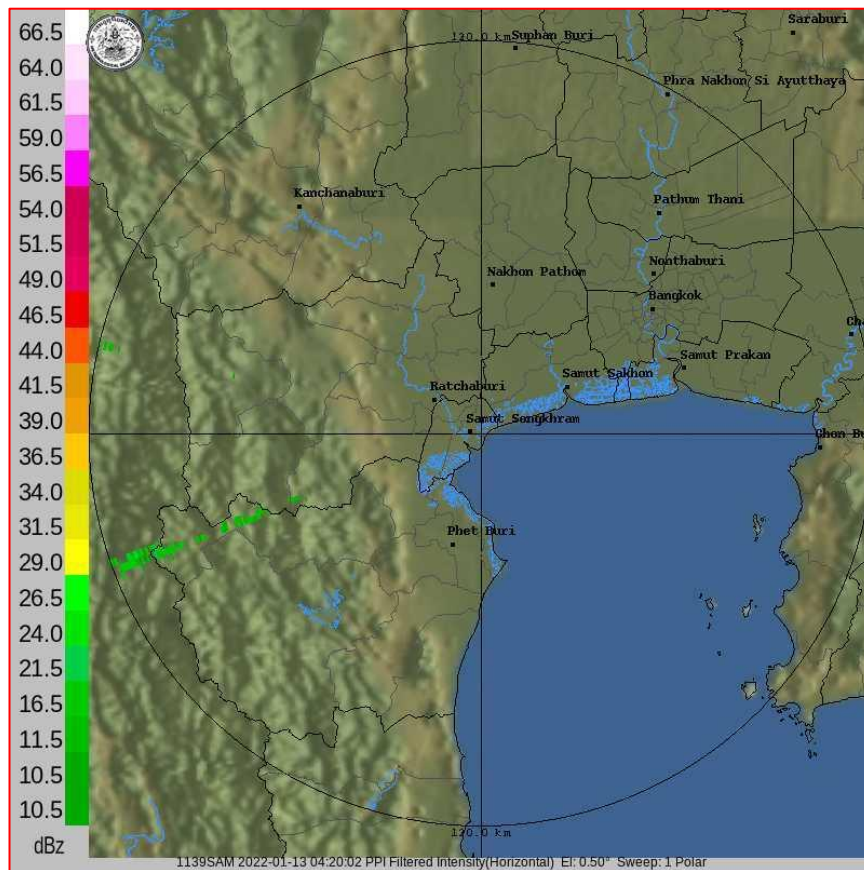 66.5
64.0
61.5
59.0
56.5
54.0
51.5
49.0
46.5
44.0
41.5
39.0
36.5
34.0
31.5
29.0
26.5
24.0
21.5
16.5
11.5
10.5
10.5
dBz
120.0 km
Suphan Buri
Saraburi
Phra Nakhon Si Ayutthaya
Kanchanaburi
Pathum Thani
Nonthaburi
Nakhon Pathom
Bangkok
Cha
Samut Prakan
Samut Sakhon
Ratchaburi
Samut Songkhram
Chon Bu
Phet Buri
120.0 km
1139SAM 2022-01-13 04:20:02 PPI Filtered Intensity(Horizontal) El: 0.50° Sweep: 1 Polar